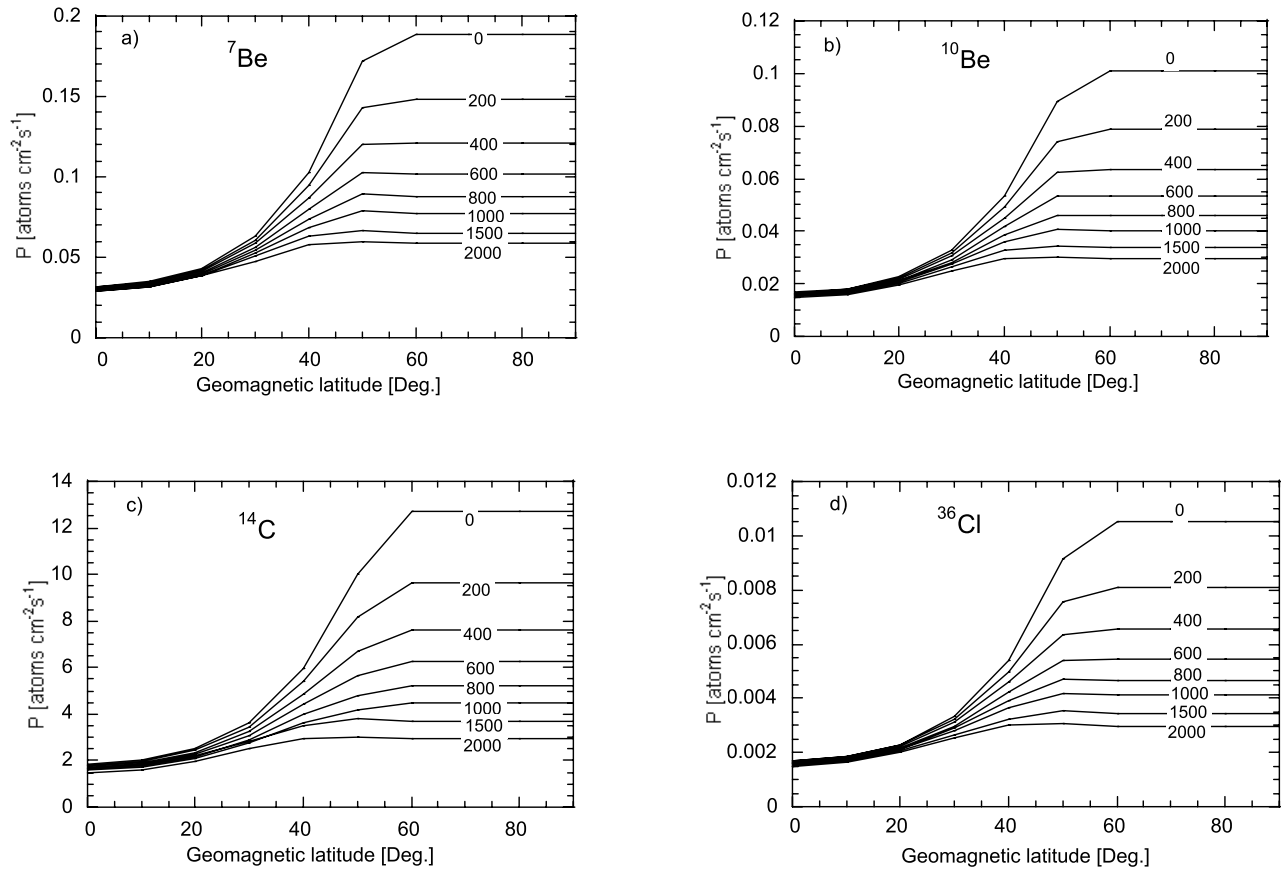 a)
⁷Be
P [atoms cm⁻²s⁻¹]
0.2
0.15
0.1
0.05
0
0
200
400
600
800
1000
1500
2000
0 20 40 60 80
Geomagnetic latitude [Deg.]
b)
¹⁰Be
P [atoms cm⁻²s⁻¹]
0.12
0.1
0.08
0.06
0.04
0.02
0
0
200
400
600
800
1000
1500
2000
0 20 40 60 80
Geomagnetic latitude [Deg.]
c)
¹⁴C
P [atoms cm⁻²s⁻¹]
14
12
10
8
6
4
2
0
0
200
400
600
800
1000
1500
2000
0 20 40 60 80
Geomagnetic latitude [Deg.]
d)
³⁶Cl
P [atoms cm⁻²s⁻¹]
0.012
0.01
0.008
0.006
0.004
0.002
0
0
200
400
600
800
1000
1500
2000
0 20 40 60 80
Geomagnetic latitude [Deg.]